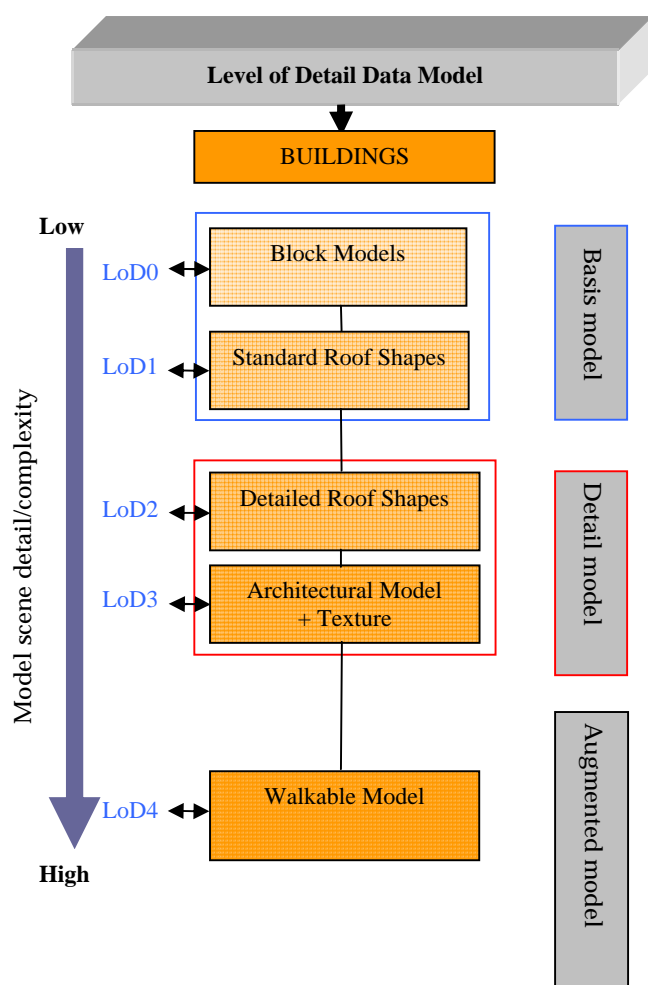 Level of Detail Data Model
BUILDINGS
Low
LoD0
Block Models
Basis model
LoD1
Standard Roof Shapes
Model scene detail/complexity
LoD2
Detailed Roof Shapes
Detail model
LoD3
Architectural Model
+ Texture
LoD4
Walkable Model
Augmented model
High